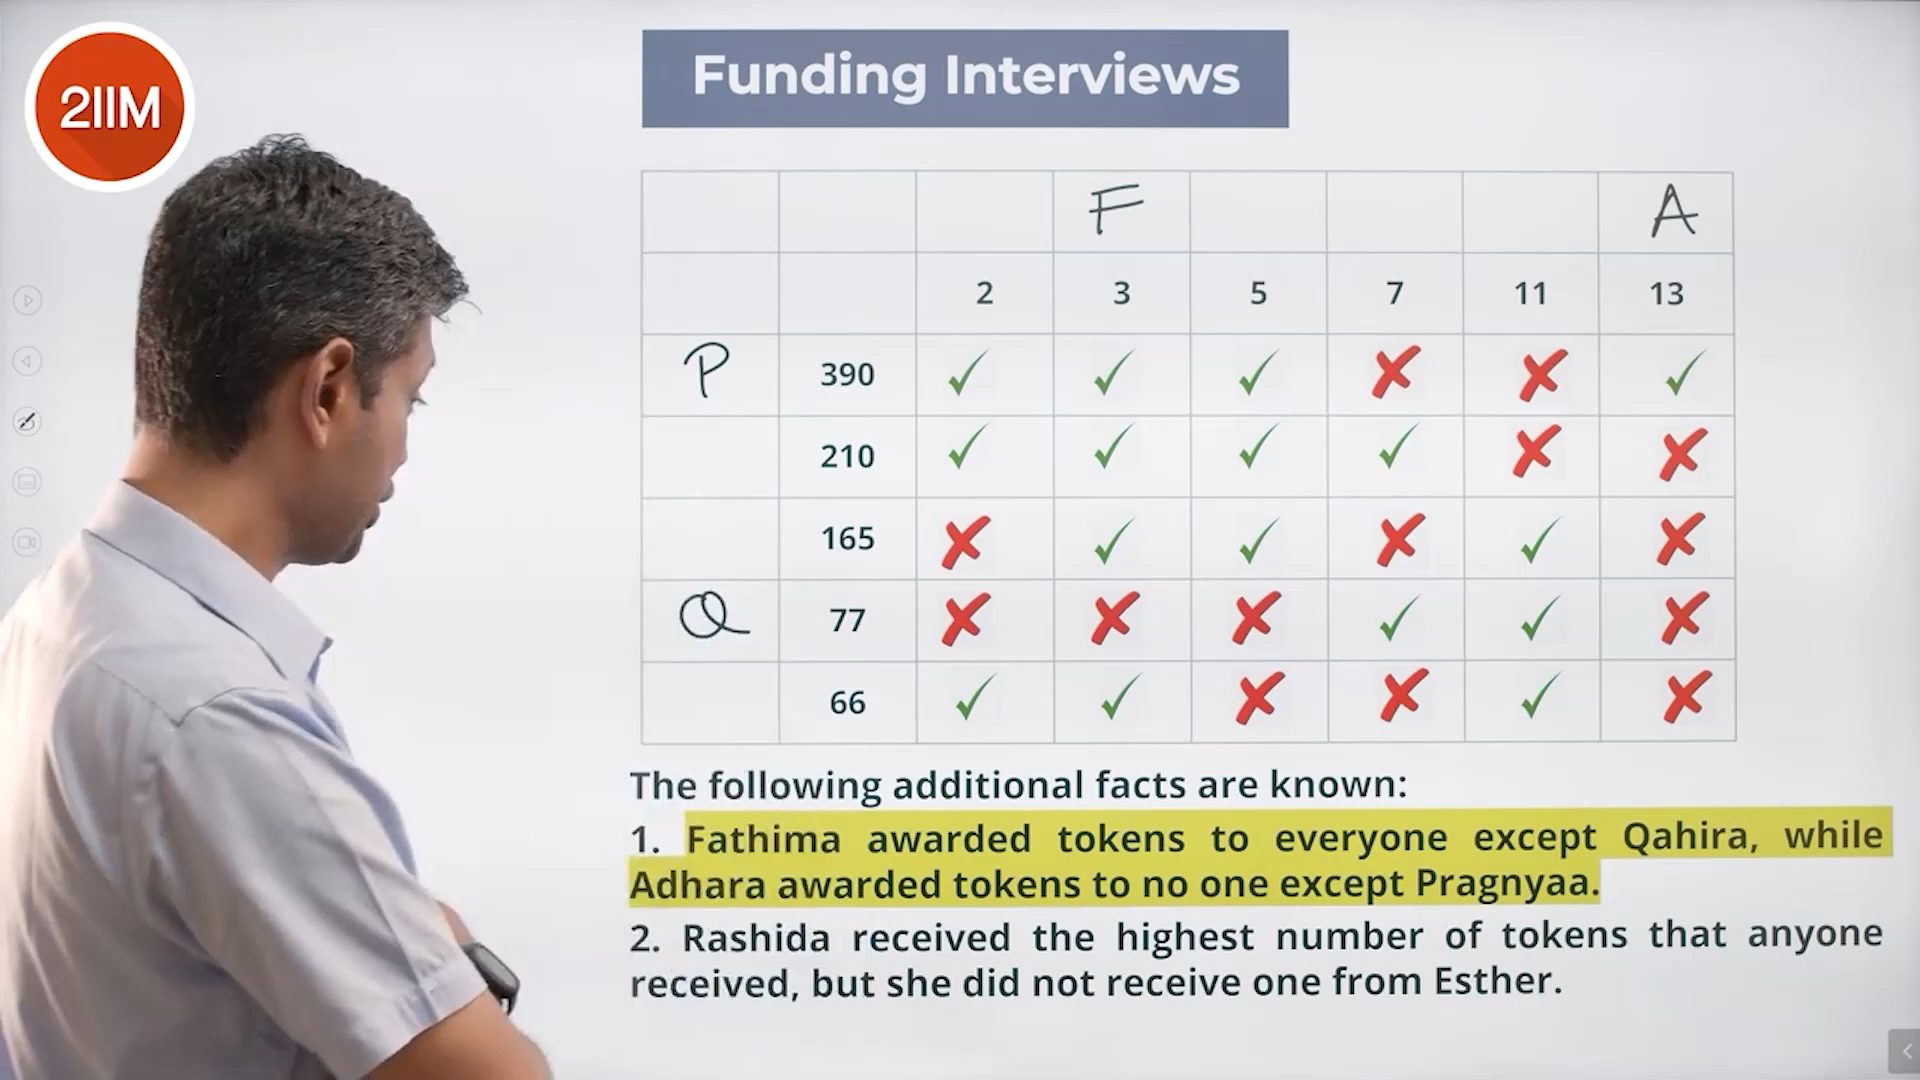 2IIM
Funding Interviews
F A
2 3 5 7 11 13
P 390 ✓ ✓ ✓ ✗ ✗ ✓
210 ✓ ✓ ✓ ✓ ✗ ✗
165 ✗ ✓ ✓ ✗ ✓ ✗
Q 77 ✗ ✗ ✗ ✓ ✓ ✗
66 ✓ ✓ ✗ ✗ ✓ ✗
The following additional facts are known:
1. Fathima awarded tokens to everyone except Qahira, while
Adhara awarded tokens to no one except Pragnyaa.
2. Rashida received the highest number of tokens that anyone
received, but she did not receive one from Esther.